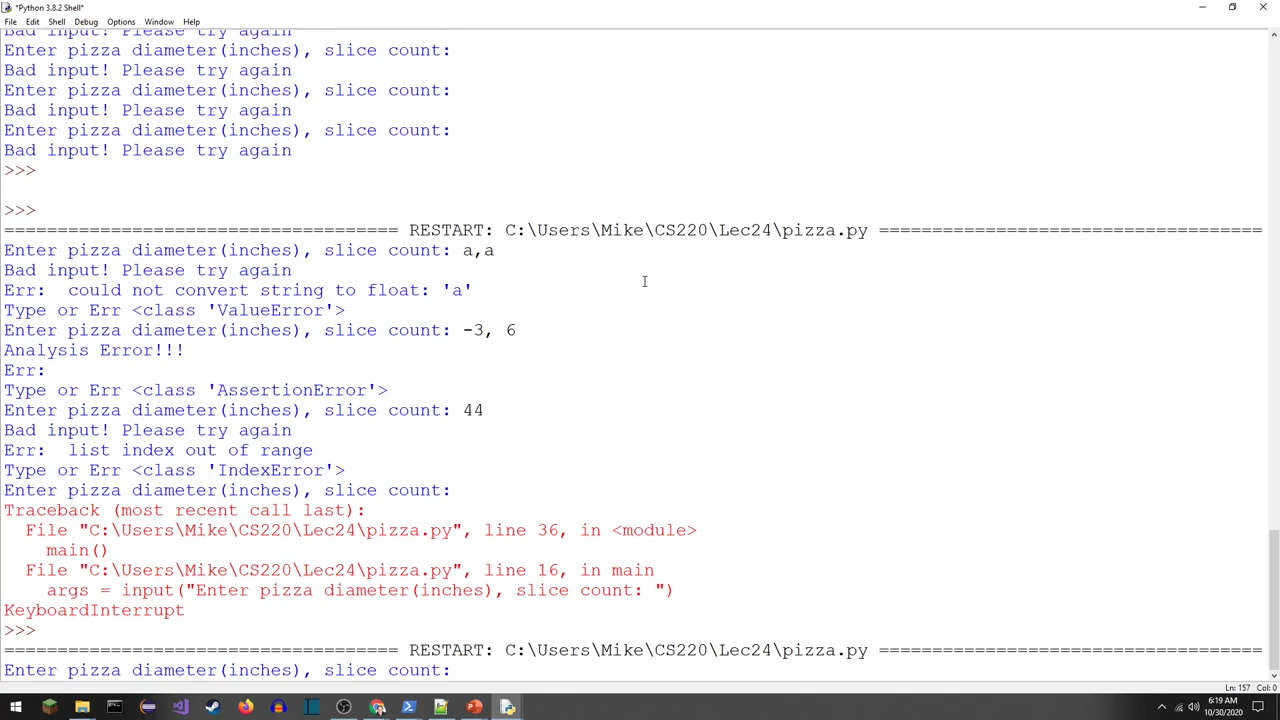 *Python 3.8.2 Shell*
File Edit Shell Debug Options Window Help
Bad input! Please try again
Enter pizza diameter(inches), slice count:
Bad input! Please try again
Enter pizza diameter(inches), slice count:
Bad input! Please try again
Enter pizza diameter(inches), slice count:
Bad input! Please try again
>>>
>>>
==================================== RESTART: C:\Users\Mike\CS220\Lec24\pizza.py ====================================
Enter pizza diameter(inches), slice count: a,a
Bad input! Please try again
Err:  could not convert string to float: 'a'
Type or Err <class 'ValueError'>
Enter pizza diameter(inches), slice count: -3, 6
Analysis Error!!!
Err:
Type or Err <class 'AssertionError'>
Enter pizza diameter(inches), slice count: 44
Bad input! Please try again
Err:  list index out of range
Type or Err <class 'IndexError'>
Enter pizza diameter(inches), slice count:
Traceback (most recent call last):
  File "C:\Users\Mike\CS220\Lec24\pizza.py", line 36, in <module>
    main()
  File "C:\Users\Mike\CS220\Lec24\pizza.py", line 16, in main
    args = input("Enter pizza diameter(inches), slice count: ")
KeyboardInterrupt
>>>
==================================== RESTART: C:\Users\Mike\CS220\Lec24\pizza.py ====================================
Enter pizza diameter(inches), slice count:
Ln: 157 Col: 0
6:19 AM
10/30/2020